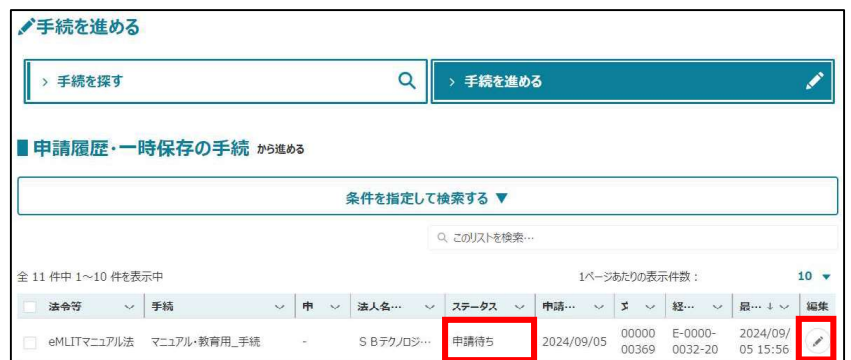 手続を進める
> 手続を探す
> 手続を進める
申請履歴・一時保存の手続 から進める
条件を指定して検索する ▼
このリストを検索…
全 11 件中 1～10 件を表示中 1ページあたりの表示件数 : 10
法令等 手続 申 法人名… ステータス 申請… 経… 最… ↓ 編集
eMLITマニュアル法 マニュアル・教育用_手続 - ＳＢテクノロジ… 申請待ち 2024/09/05 00000 E-0000- 2024/09/
00369 0032-20 05 15:56